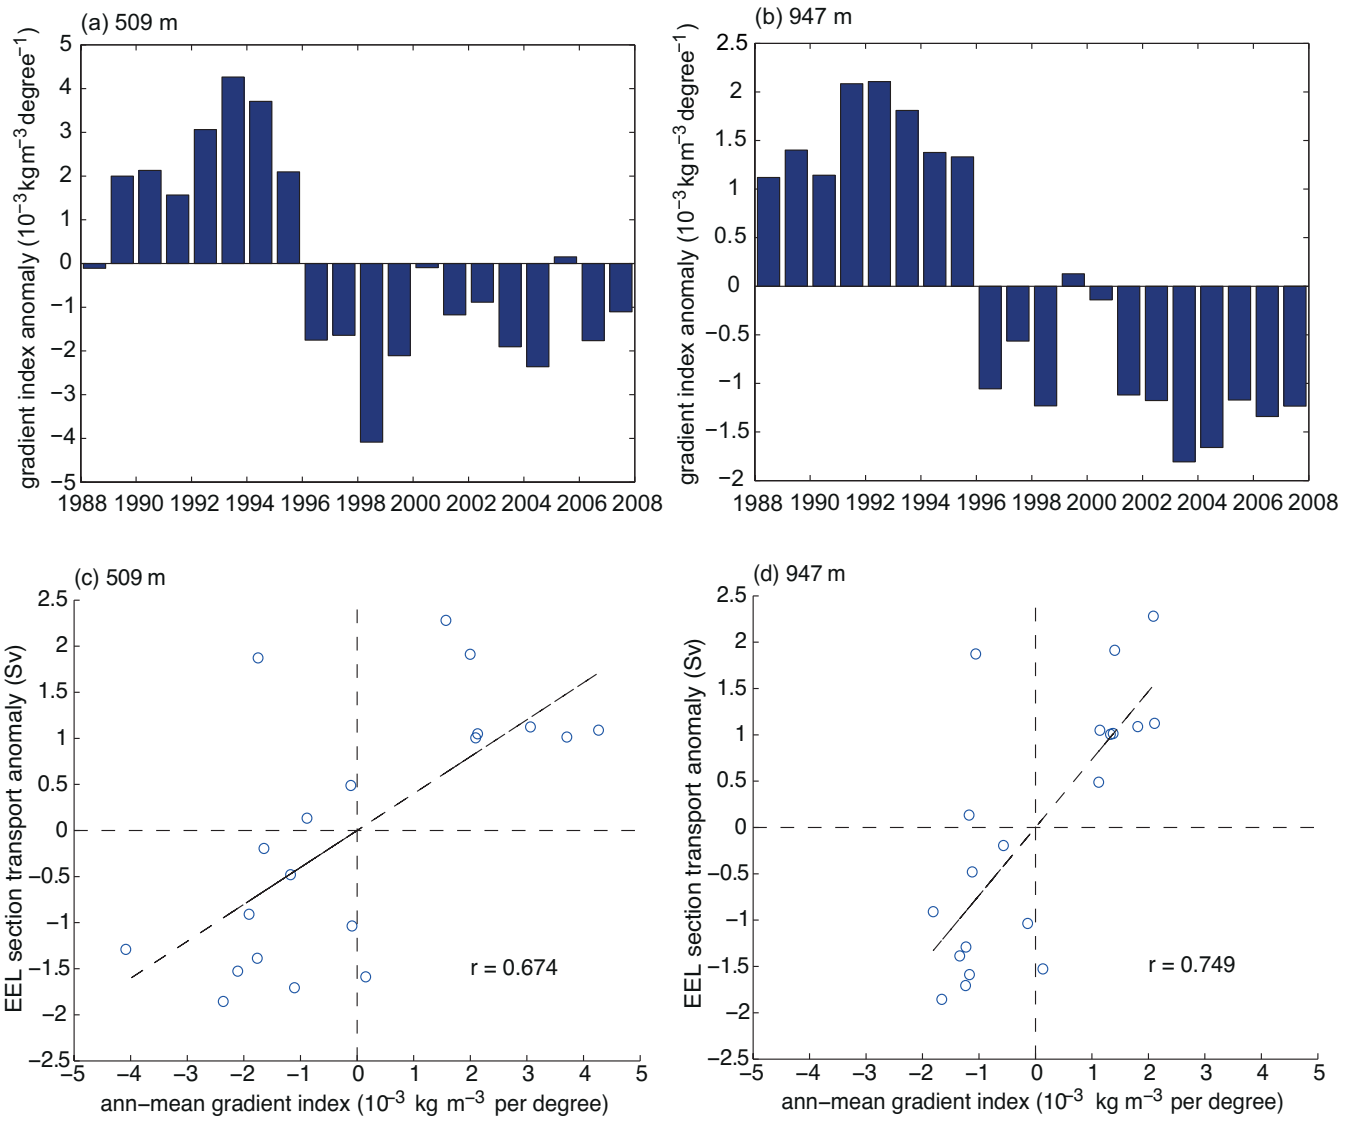 (a) 509 m
gradient index anomaly (10⁻³kgm⁻³degree⁻¹)
5
4
3
2
1
0
−1
−2
−3
−4
−5
1988 1990 1992 1994 1996 1998 2000 2002 2004 2006 2008
(b) 947 m
gradient index anomaly (10⁻³kgm⁻³degree⁻¹)
2.5
2
1.5
1
0.5
0
−0.5
−1
−1.5
−2
1988 1990 1992 1994 1996 1998 2000 2002 2004 2006 2008
(c) 509 m
EEL section transport anomaly (Sv)
2.5
2
1.5
1
0.5
0
−0.5
−1
−1.5
−2
−2.5
r = 0.674
−5 −4 −3 −2 −1 0 1 2 3 4 5
ann−mean gradient index (10⁻³ kg m⁻³ per degree)
(d) 947 m
EEL section transport anomaly (Sv)
2.5
2
1.5
1
0.5
0
−0.5
−1
−1.5
−2
−2.5
r = 0.749
−5 −4 −3 −2 −1 0 1 2 3 4 5
ann−mean gradient index (10⁻³ kg m⁻³ per degree)